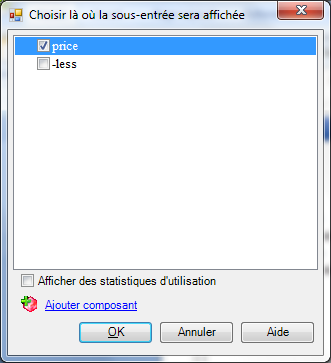 Choisir là où la sous-entrée sera affichée
price
-less
Afficher des statistiques d'utilisation
Ajouter composant
OK
Annuler
Aide